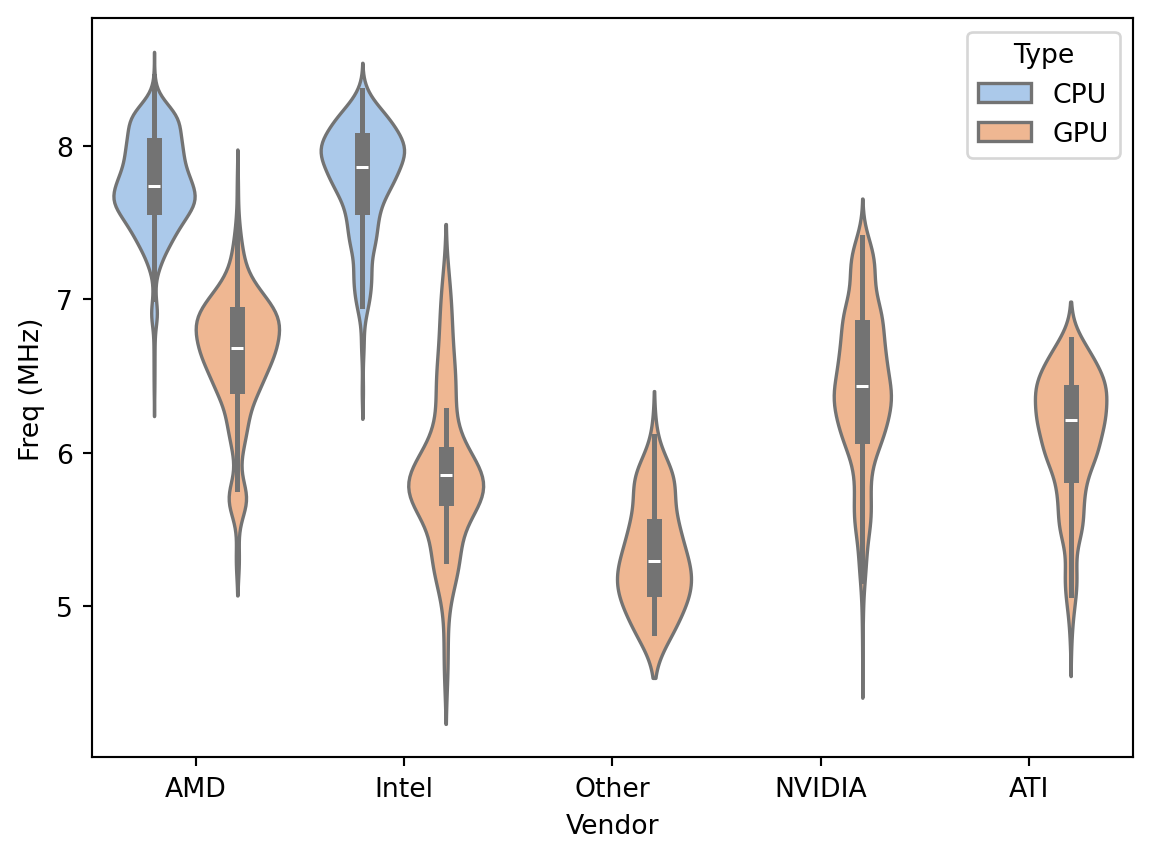 Type
CPU
GPU
8
7
6
5
Freq (MHz)
AMD Intel Other NVIDIA ATI
Vendor